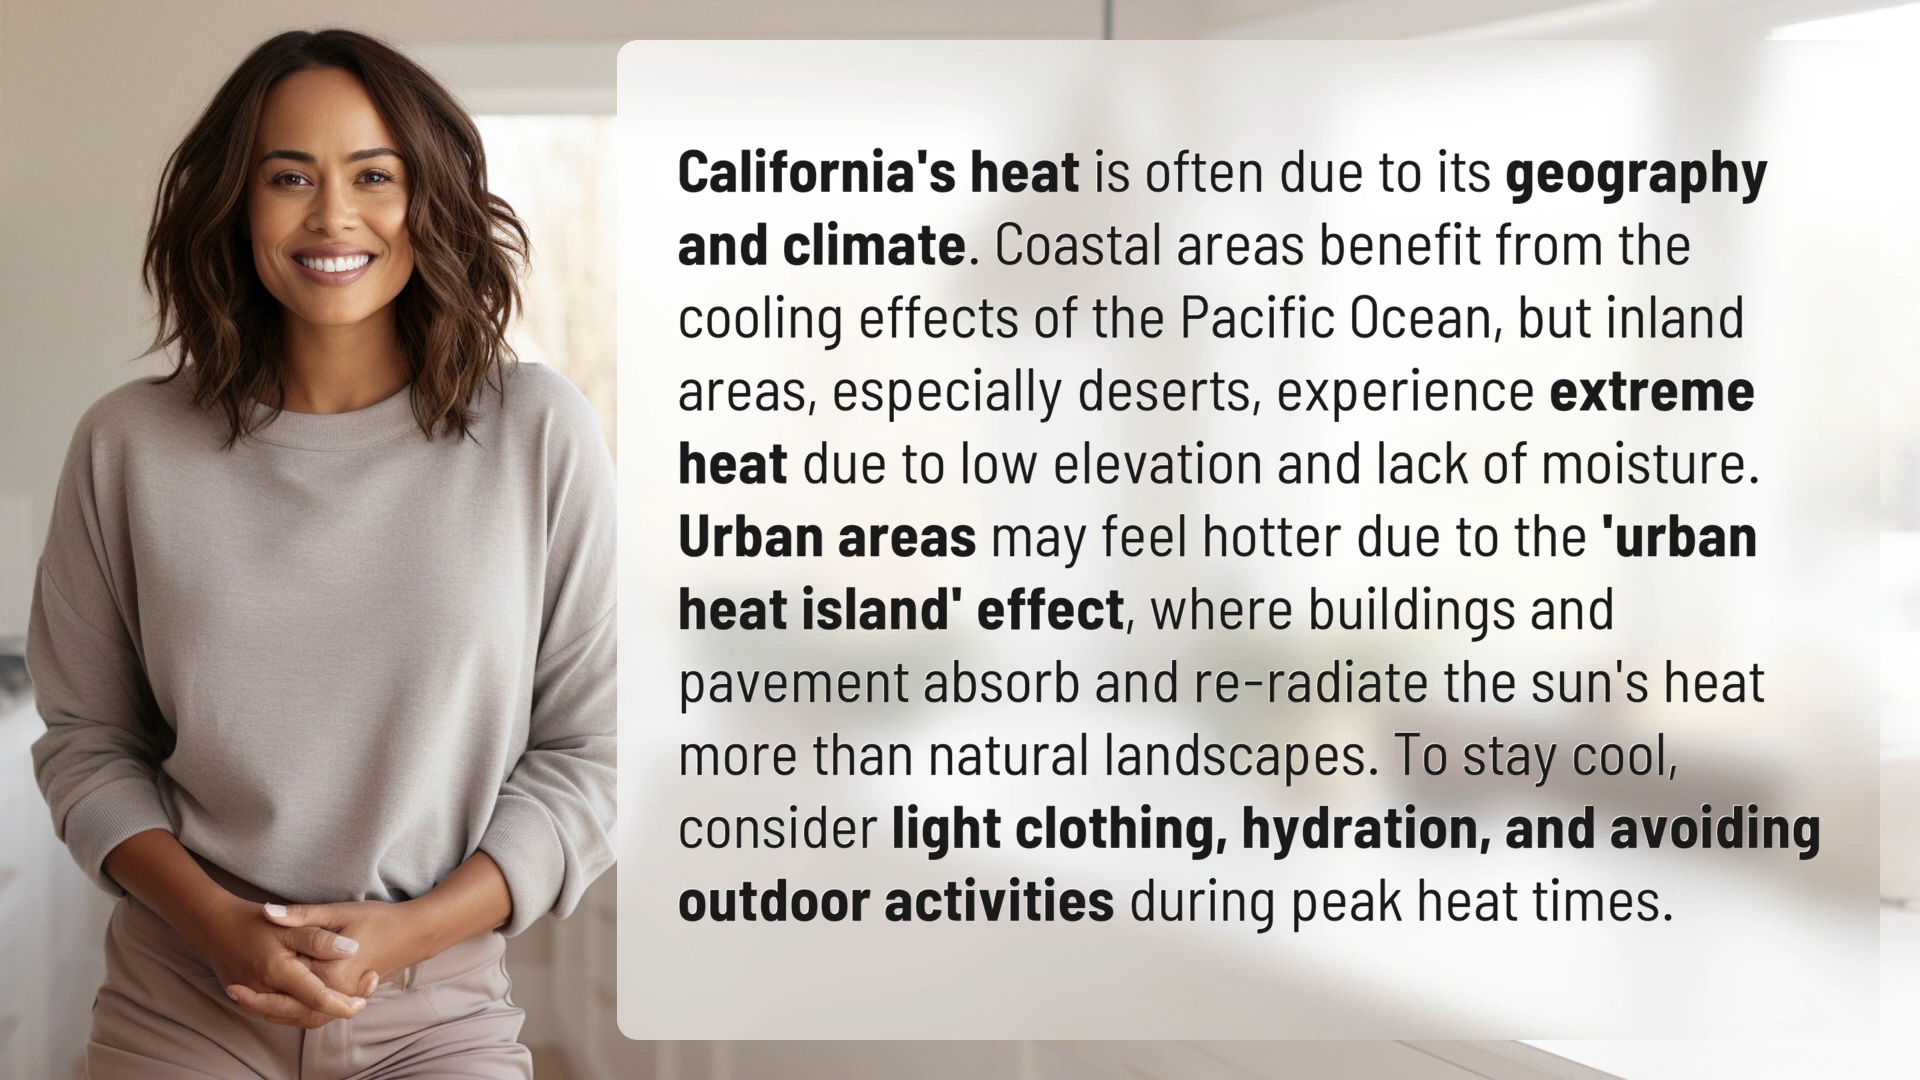 California's heat is often due to its geography
and climate. Coastal areas benefit from the
cooling effects of the Pacific Ocean, but inland
areas, especially deserts, experience extreme
heat due to low elevation and lack of moisture.
Urban areas may feel hotter due to the 'urban
heat island' effect, where buildings and
pavement absorb and re-radiate the sun's heat
more than natural landscapes. To stay cool,
consider light clothing, hydration, and avoiding
outdoor activities during peak heat times.